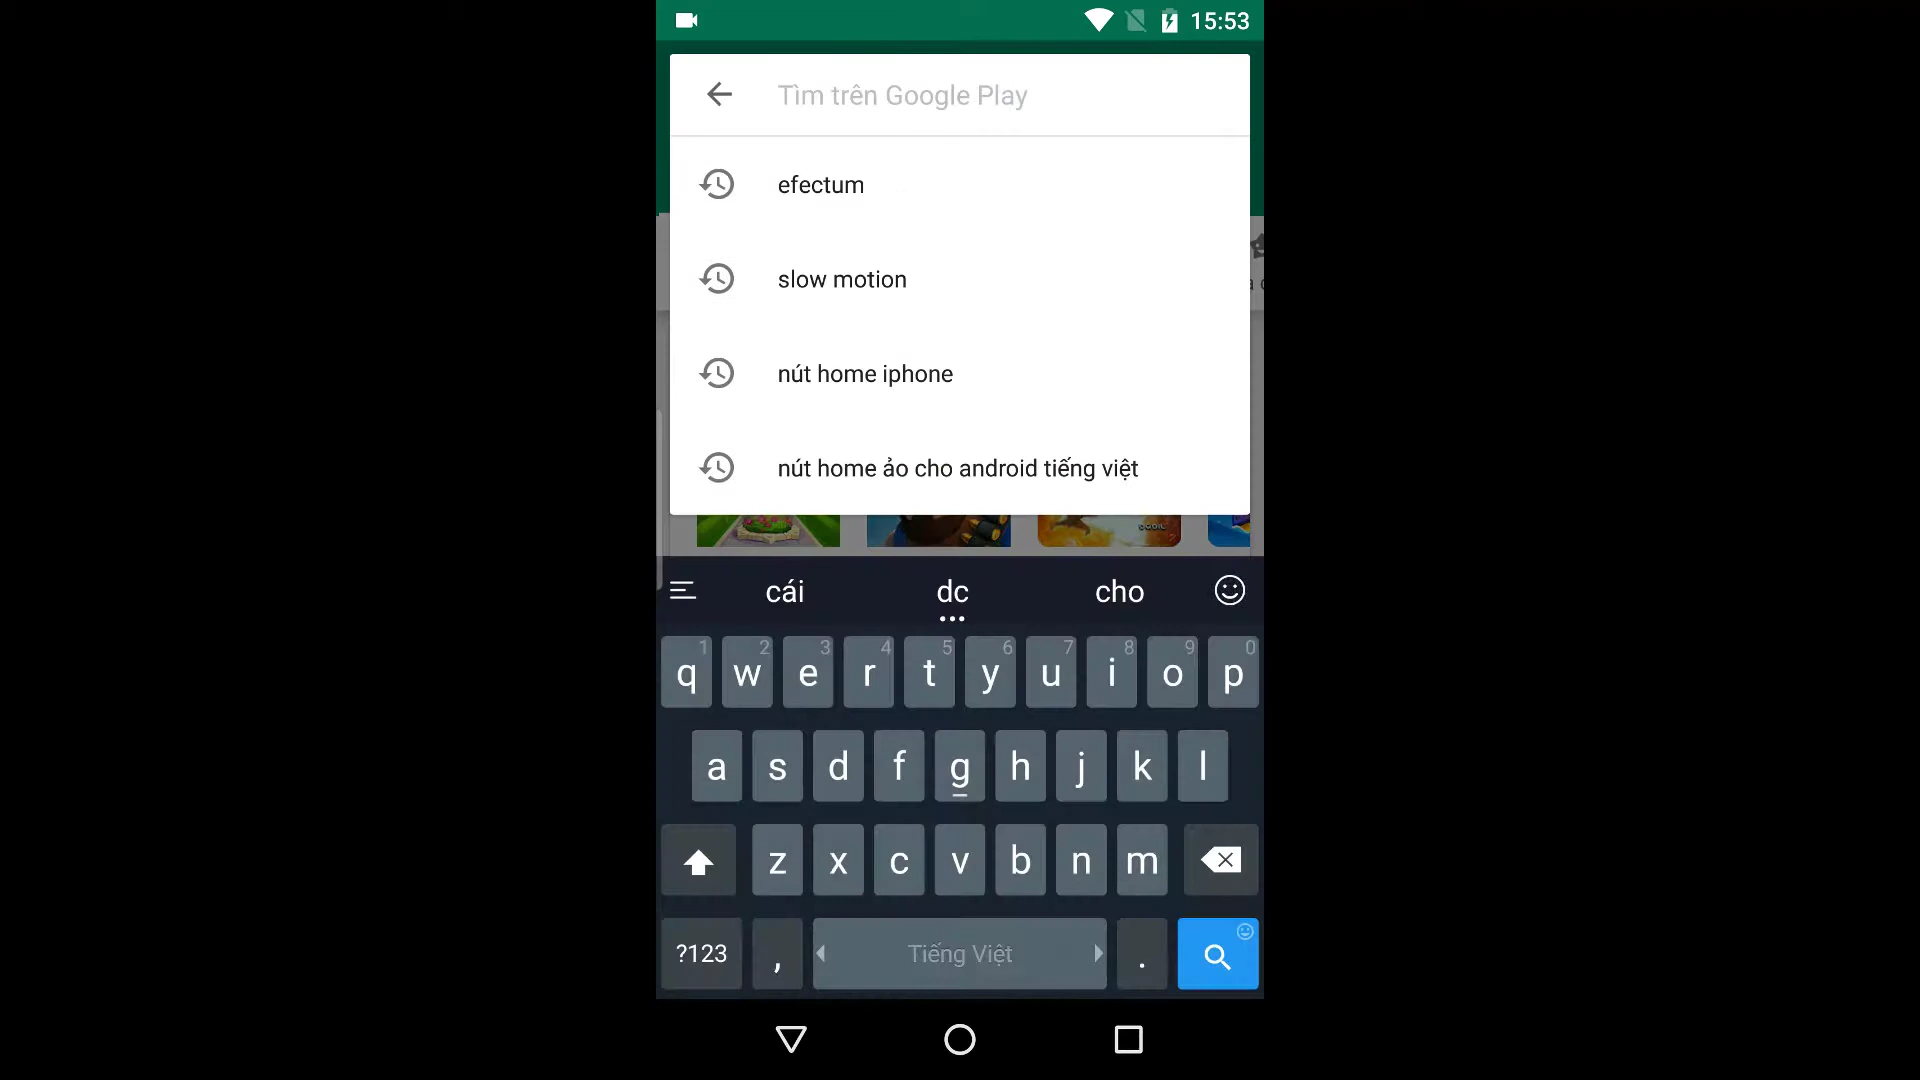 15:53
Tìm trên Google Play
efectum
slow motion
nút home iphone
nút home ảo cho android tiếng việt
cái dc cho
1 2 3 4 5 6 7 8 9 0
q w e r t y u i o p
a s d f g h j k l
z x c v b n m
?123 , Tiếng Việt .